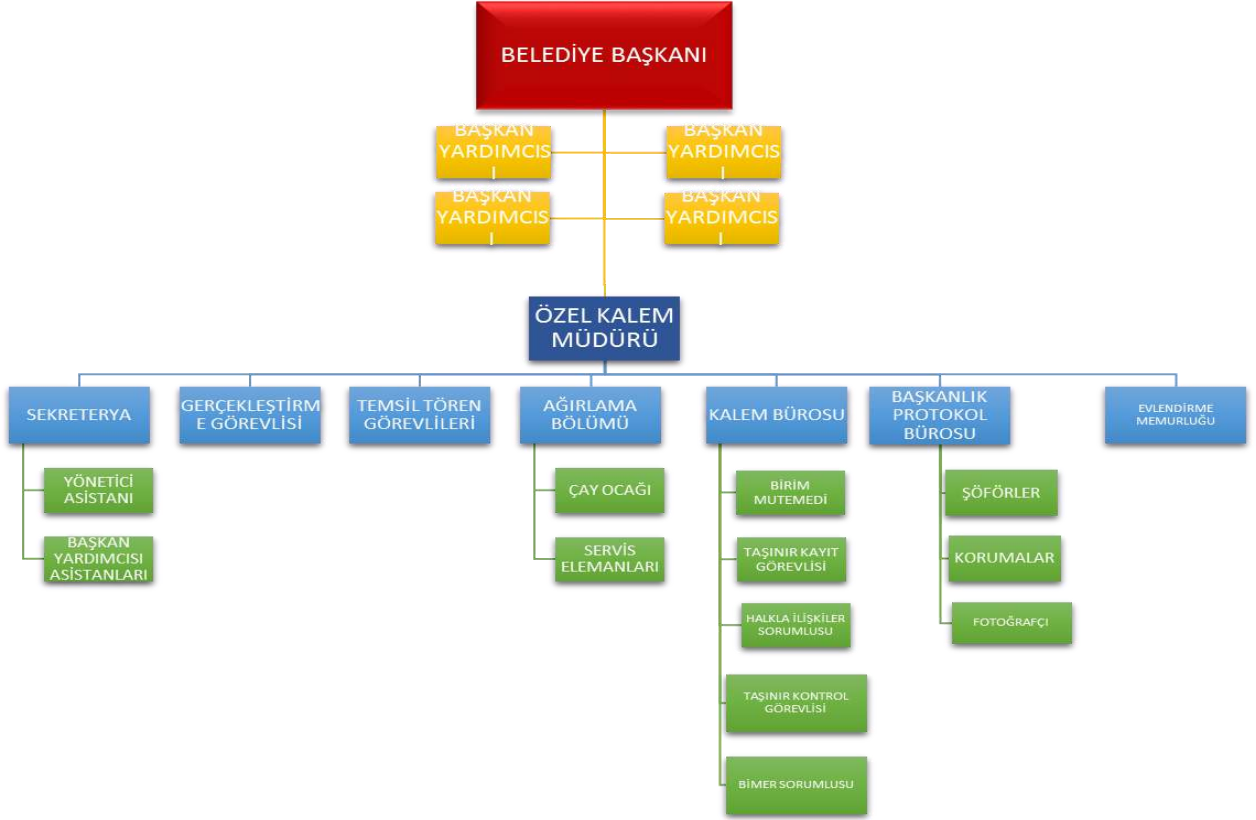 BELEDİYE BAŞKANI
BAŞKAN
YARDIMCIS
I
BAŞKAN
YARDIMCIS
I
BAŞKAN
YARDIMCIS
I
BAŞKAN
YARDIMCIS
I
ÖZEL KALEM
MÜDÜRÜ
SEKRETERYA
GERÇEKLEŞTİRM
E GÖREVLİSİ
TEMSİL TÖREN
GÖREVLİLERİ
AĞIRLAMA
BÖLÜMÜ
KALEM BÜROSU
BAŞKANLIK
PROTOKOL
BÜROSU
EVLENDİRME
MEMURLUĞU
YÖNETİCİ
ASİSTANI
BAŞKAN
YARDIMCISI
ASİSTANLARI
ÇAY OCAĞI
SERVİS
ELEMANLARI
BİRİM
MUTEMEDİ
TAŞINIR KAYIT
GÖREVLİSİ
HALKLA İLİŞKİLER
SORUMLUSU
TAŞINIR KONTROL
GÖREVLİSİ
BİMER SORUMLUSU
ŞÖFÖRLER
KORUMALAR
FOTOĞRAFÇI